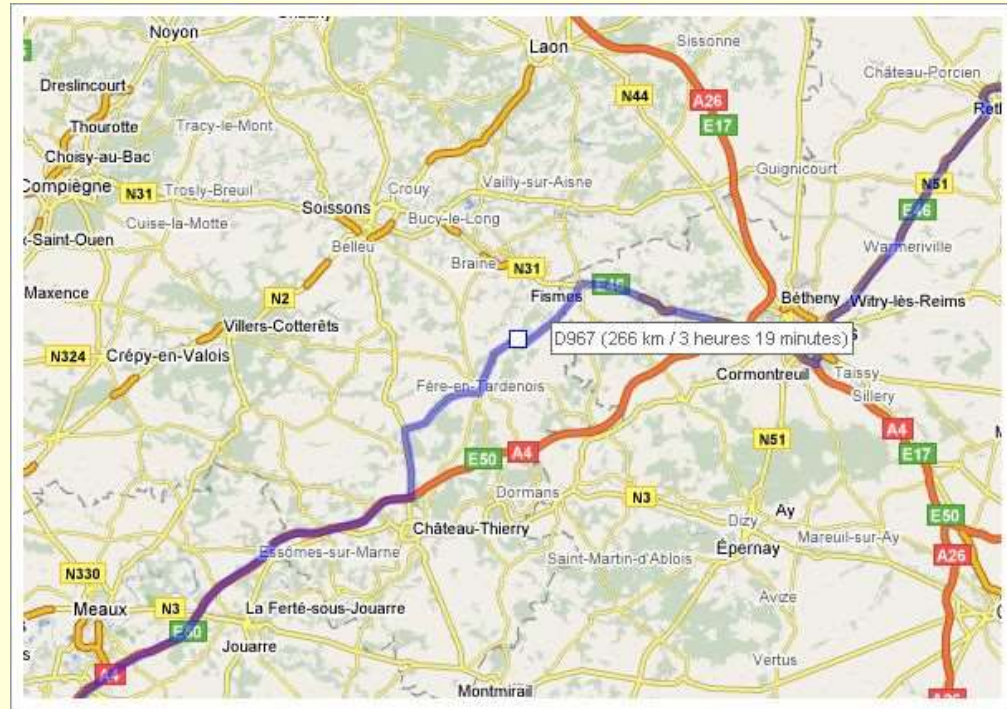 Noyon
Laon
Sissonne
Château-Porcien
Dreslincourt
N44
A26
E17
Thourotte
Tracy-le-Mont
Choisy-au-Bac
Guignicourt
Compiègne
N31
Trosly-Breuil
Crouy
Vailly-sur-Aisne
N51
E46
Cuise-la-Motte
Soissons
Bucy-le-Long
x-Saint-Ouen
Belleu
Warmeriville
Braine
N31
Maxence
N2
Fismes
Bétheny
Witry-lès-Reims
Villers-Cotterêts
N324
Crépy-en-Valois
D967 (266 km / 3 heures 19 minutes)
Cormontreuil
Taissy
Sillery
Fère-en-Tardenois
A4
E17
N51
E50
A4
Dormans
N3
Ay
E50
Château-Thierry
Dizy
Mareuil-sur-Ay
Essômes-sur-Marne
Saint-Martin-d'Ablois
Épernay
A26
N330
Avize
Meaux
N3
La Ferté-sous-Jouarre
Jouarre
A4
Vertus
Montmirail